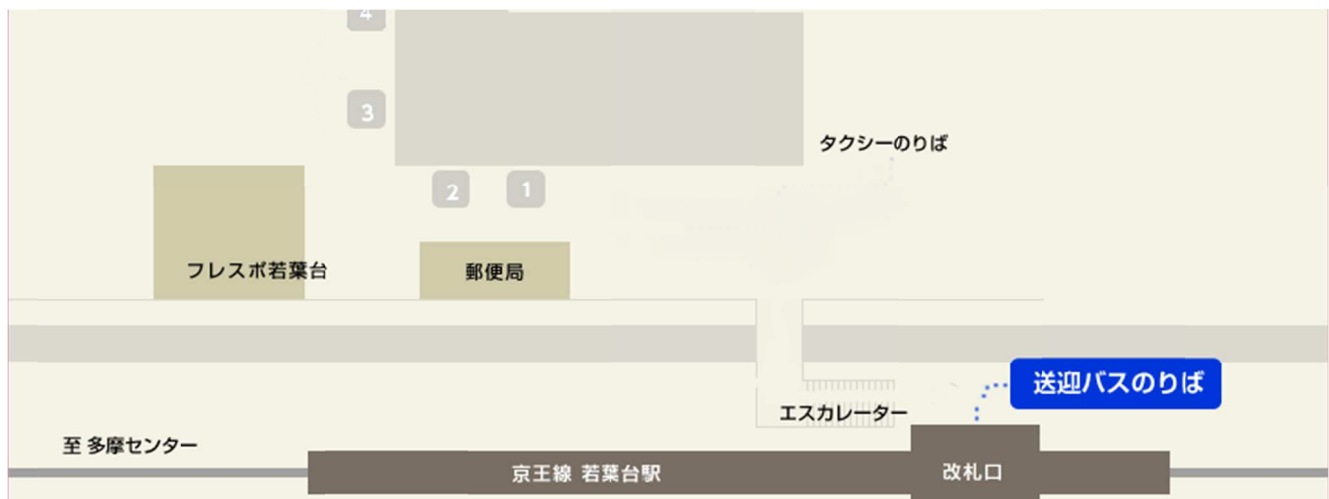 4
3
タクシーのりば
2
1
フレスポ若葉台
郵便局
送迎バスのりば
エスカレーター
至 多摩センター
京王線 若葉台駅
改札口